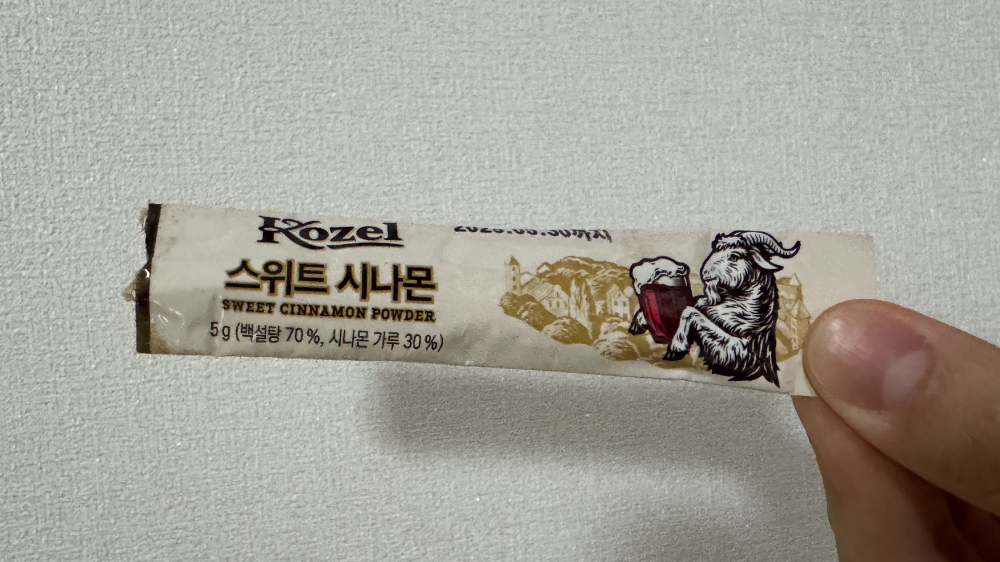 Kozel
스위트 시나몬
SWEET CINNAMON POWDER
5 g (백설탕 70 %, 시나몬 가루 30 %)